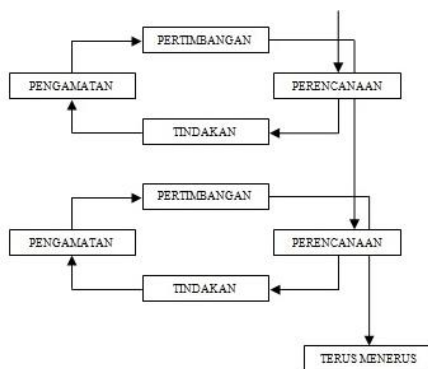 PERTIMBANGAN
PENGAMATAN
PERENCANAAN
TINDAKAN
PERTIMBANGAN
PENGAMATAN
PERENCANAAN
TINDAKAN
TERUS MENERUS